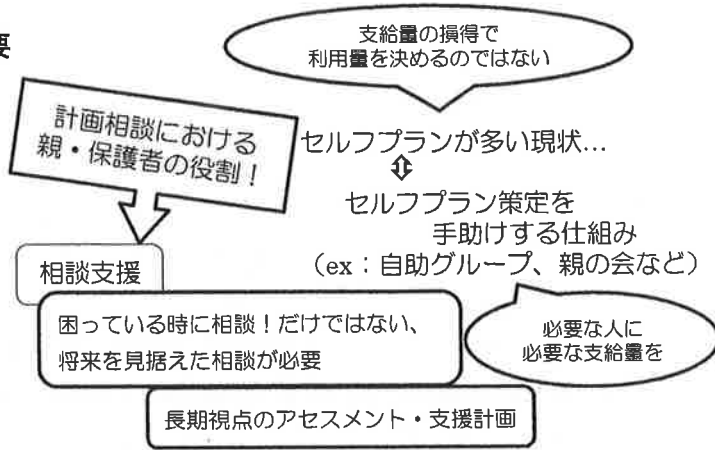 要
支給量の損得で
利用量を決めるのではない
計画相談における
親・保護者の役割！
セルフプランが多い現状…
⇕
セルフプラン策定を
手助けする仕組み
（ex：自助グループ、親の会など）
相談支援
困っている時に相談！だけではない、
将来を見据えた相談が必要
必要な人に
必要な支給量を
長期視点のアセスメント・支援計画